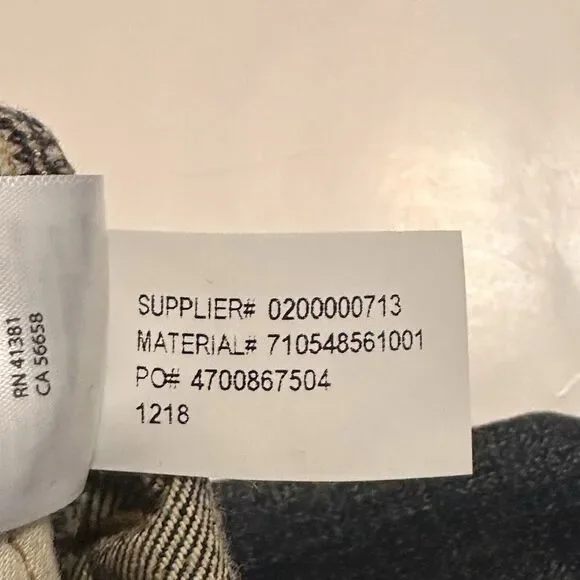 RN 41381
CA 56658
SUPPLIER# 0200000713
MATERIAL# 710548561001
PO# 4700867504
1218